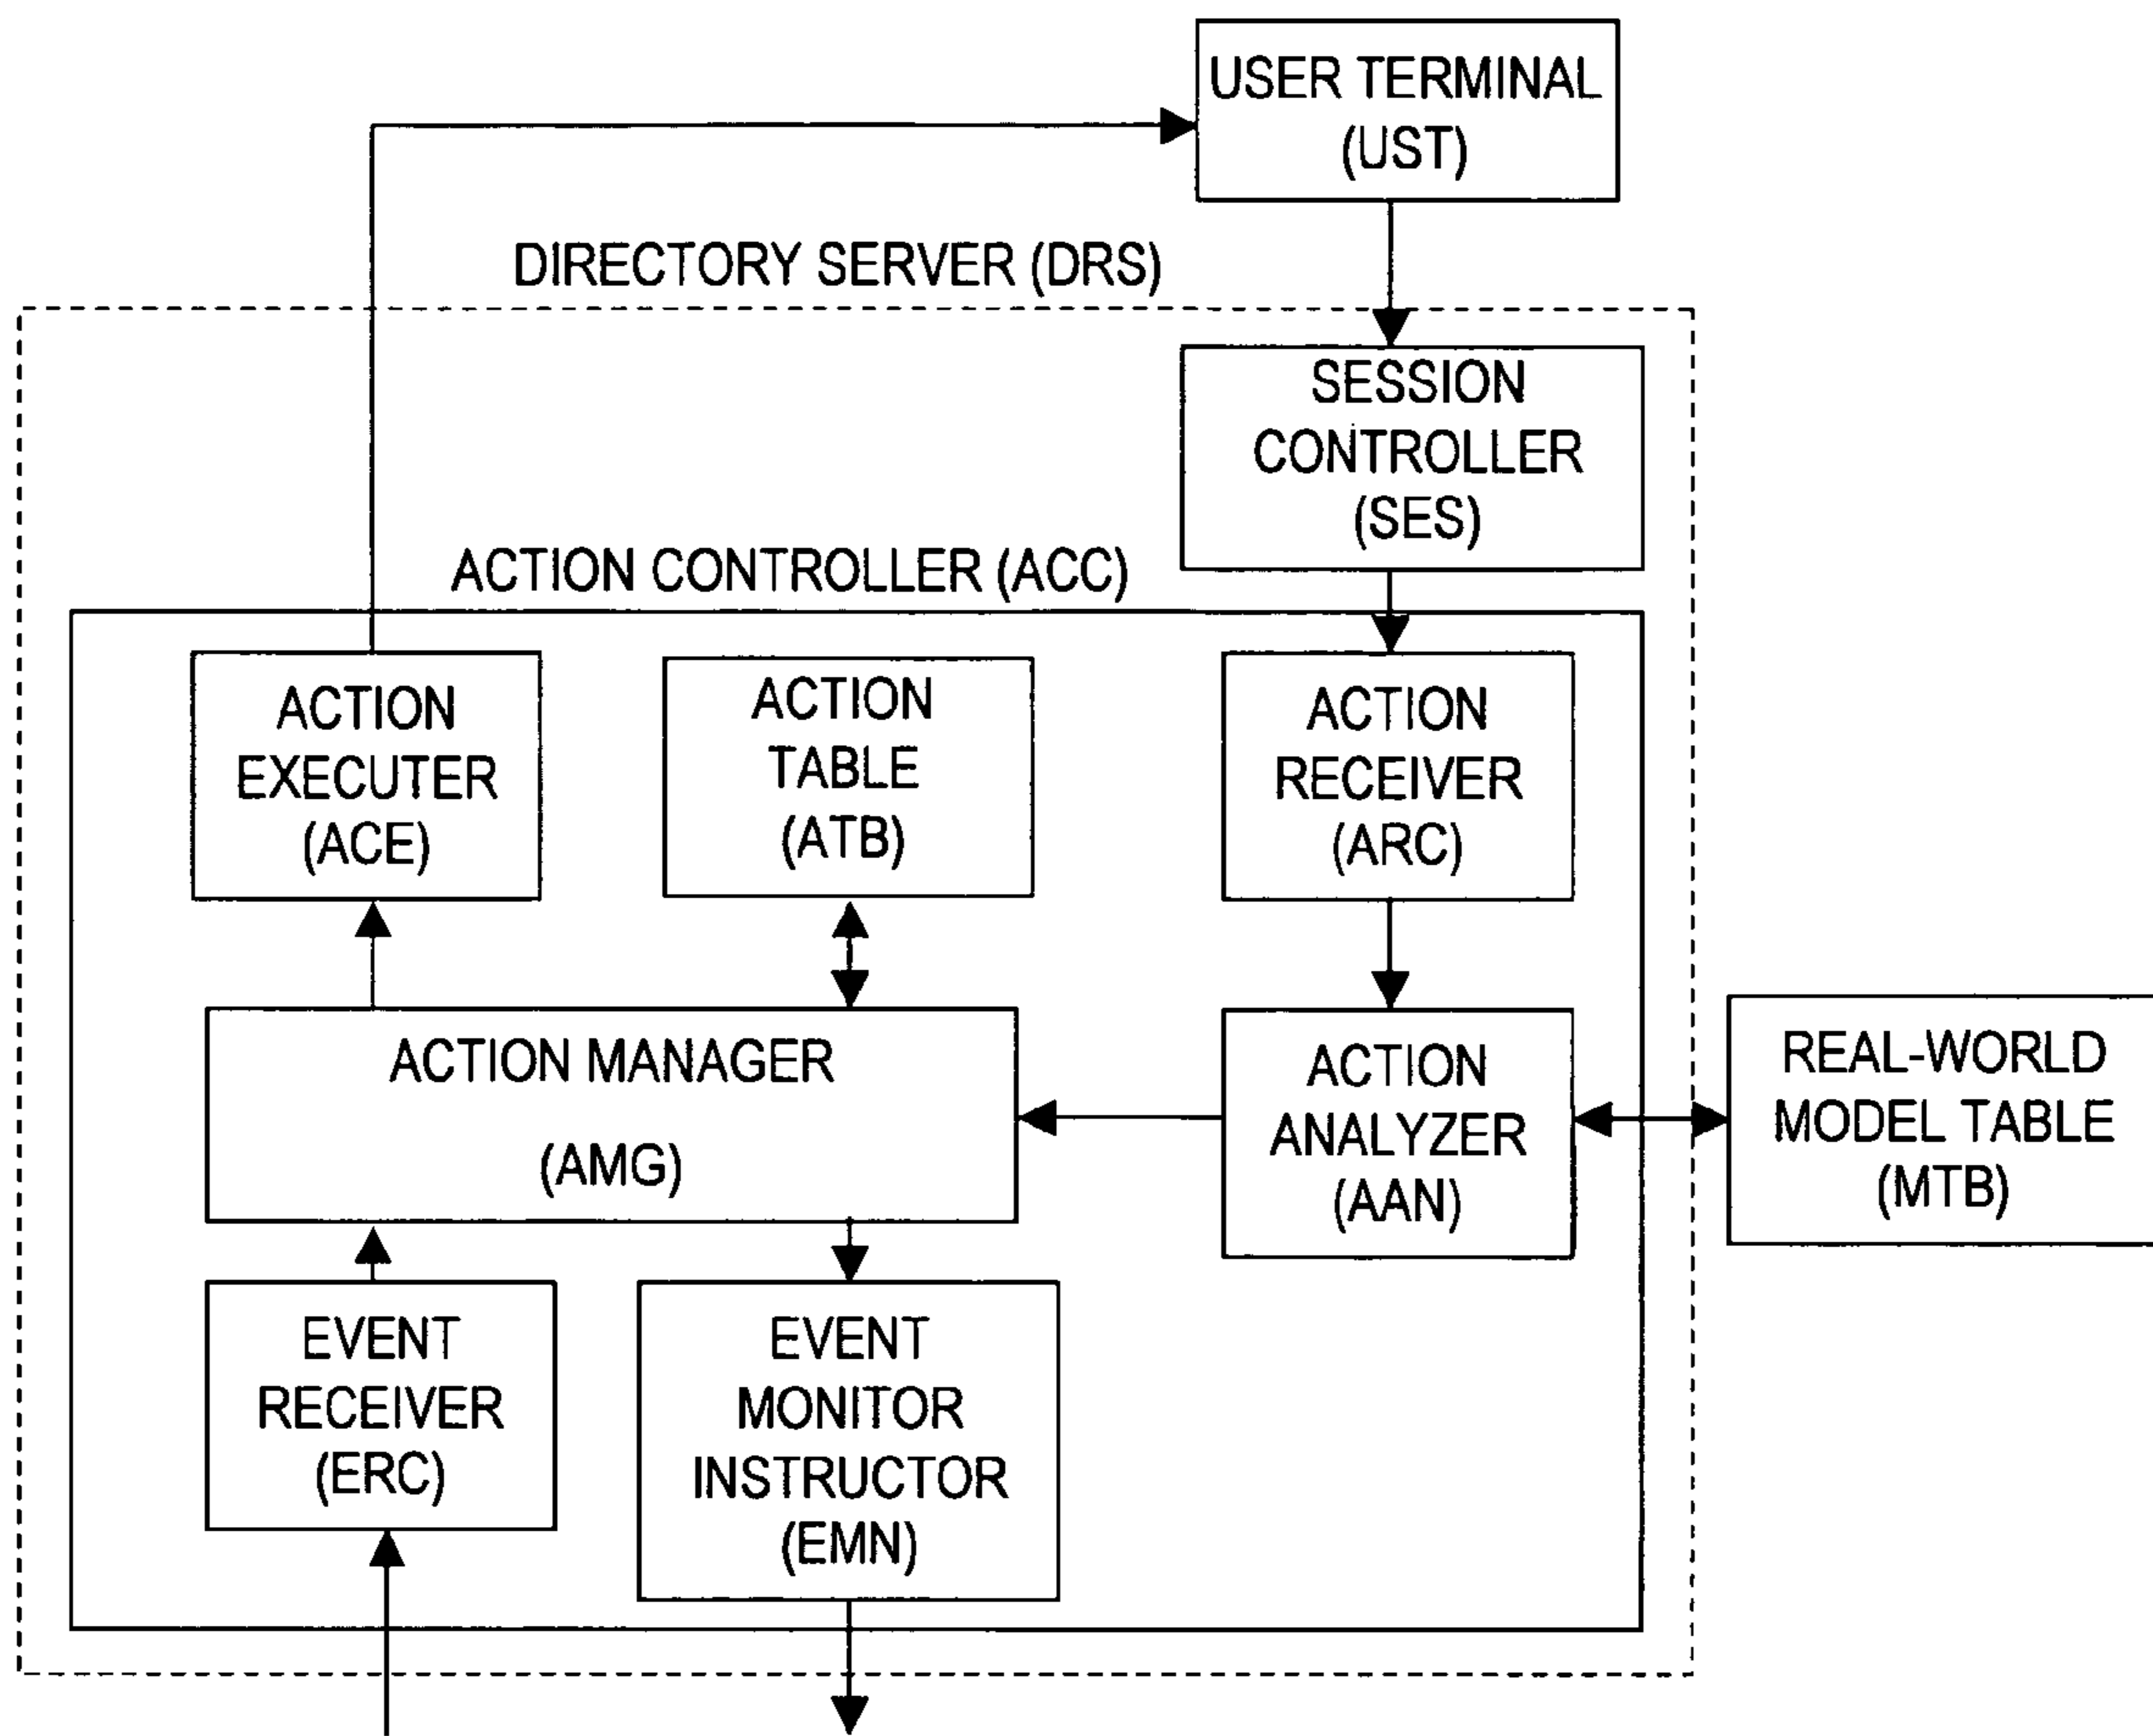 USER TERMINAL
(UST)
DIRECTORY SERVER (DRS)
SESSION
CONTROLLER
(SES)
ACTION CONTROLLER (ACC)
ACTION
EXECUTER
(ACE)
ACTION
TABLE
(ATB)
ACTION
RECEIVER
(ARC)
ACTION MANAGER
(AMG)
ACTION
ANALYZER
(AAN)
REAL-WORLD
MODEL TABLE
(MTB)
EVENT
RECEIVER
(ERC)
EVENT
MONITOR
INSTRUCTOR
(EMN)